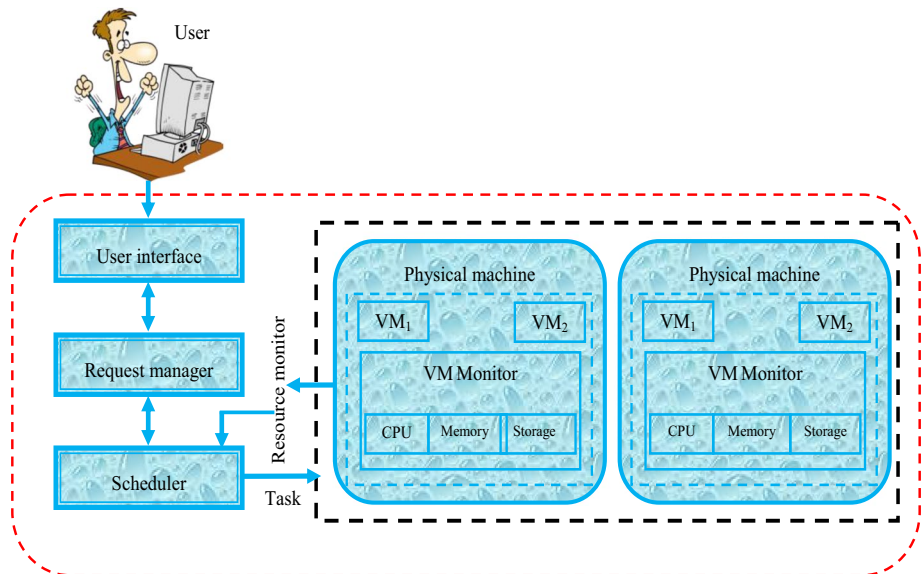 User
User interface
Request manager
Scheduler
Resource monitor
Task
Physical machine
VM₁
VM₂
VM Monitor
CPU
Memory
Storage
Physical machine
VM₁
VM₂
VM Monitor
CPU
Memory
Storage